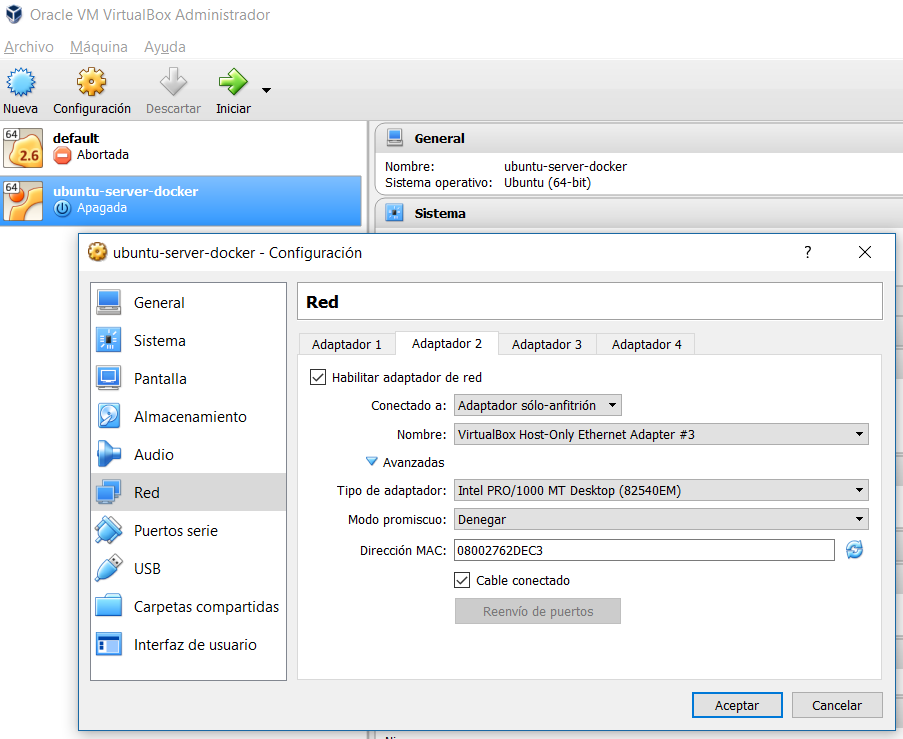 Oracle VM VirtualBox Administrador
Archivo Máquina Ayuda
Nueva Configuración Descartar Iniciar
64 2.6 default
Abortada
64 ubuntu-server-docker
Apagada
General
Nombre: ubuntu-server-docker
Sistema operativo: Ubuntu (64-bit)
Sistema
ubuntu-server-docker - Configuración ?
General
Sistema
Pantalla
Almacenamiento
Audio
Red
Puertos serie
USB
Carpetas compartidas
Interfaz de usuario
Red
Adaptador 1 Adaptador 2 Adaptador 3 Adaptador 4
Habilitar adaptador de red
Conectado a: Adaptador sólo-anfitrión
Nombre: VirtualBox Host-Only Ethernet Adapter #3
Avanzadas
Tipo de adaptador: Intel PRO/1000 MT Desktop (82540EM)
Modo promiscuo: Denegar
Dirección MAC: 08002762DEC3
Cable conectado
Reenvío de puertos
Aceptar Cancelar